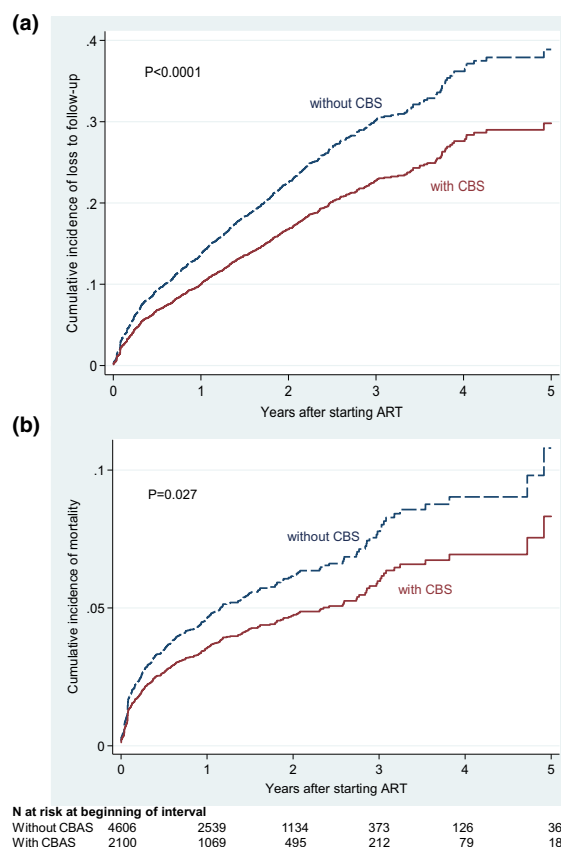 (a)
.4
P<0.0001
without CBS
.3
with CBS
.2
.1
0
Cumulative incidence of loss to follow-up
0 1 2 3 4 5
Years after starting ART
(b)
.1
P=0.027
without CBS
with CBS
.05
0
Cumulative incidence of mortality
0 1 2 3 4 5
Years after starting ART
N at risk at beginning of interval
Without CBAS 4606 2539 1134 373 126 36
With CBAS 2100 1069 495 212 79 18